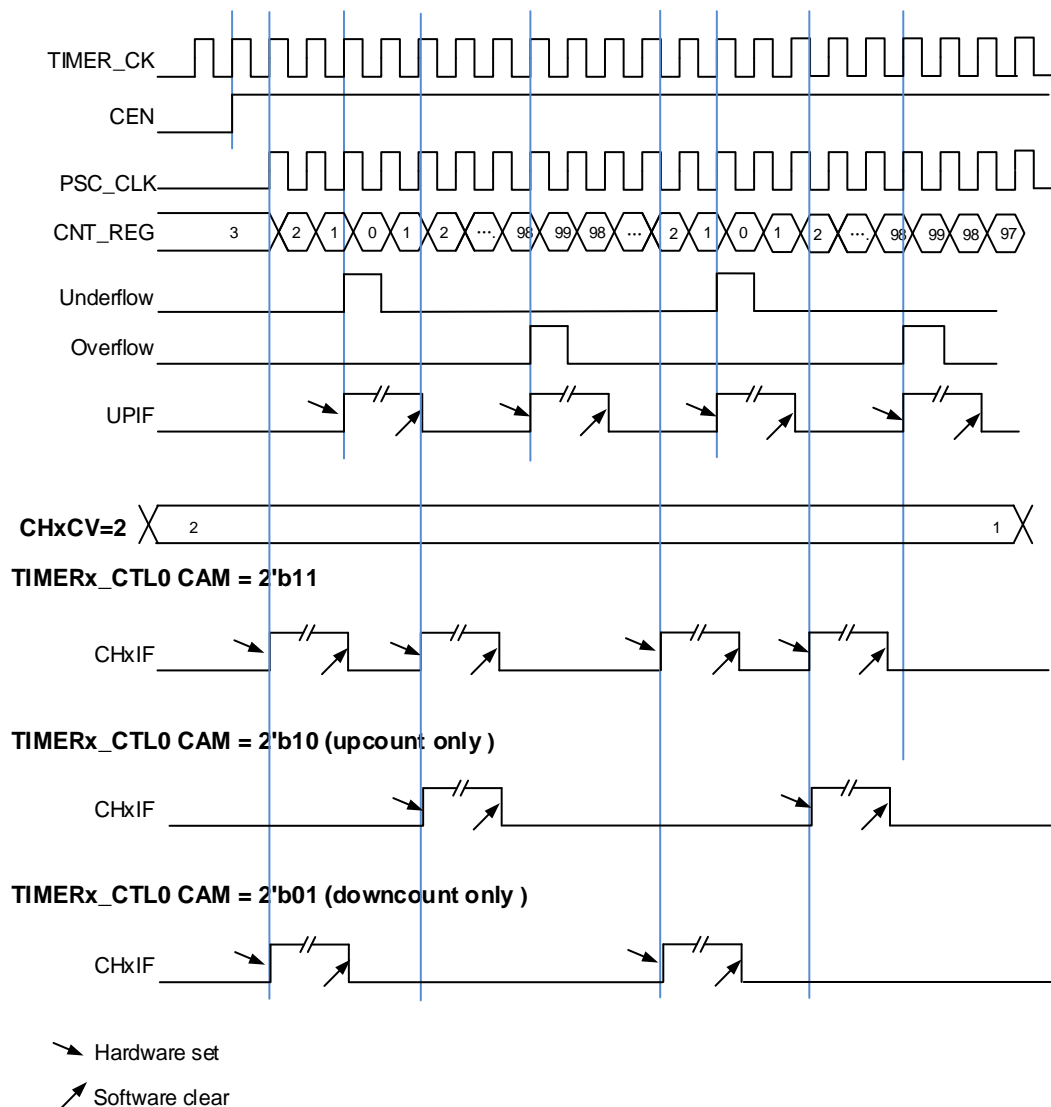 TIMER_CK
CEN
PSC_CLK
CNT_REG 3 2 1 0 1 2 .... 98 99 98 ... 2 1 0 1 2 .... 98 99 98 97
Underflow
Overflow
UPIF
CHxCV=2 2 1
TIMERx_CTL0 CAM = 2'b11
CHxIF
TIMERx_CTL0 CAM = 2'b10 (upcount only )
CHxIF
TIMERx_CTL0 CAM = 2'b01 (downcount only )
CHxIF
Hardware set
Software clear